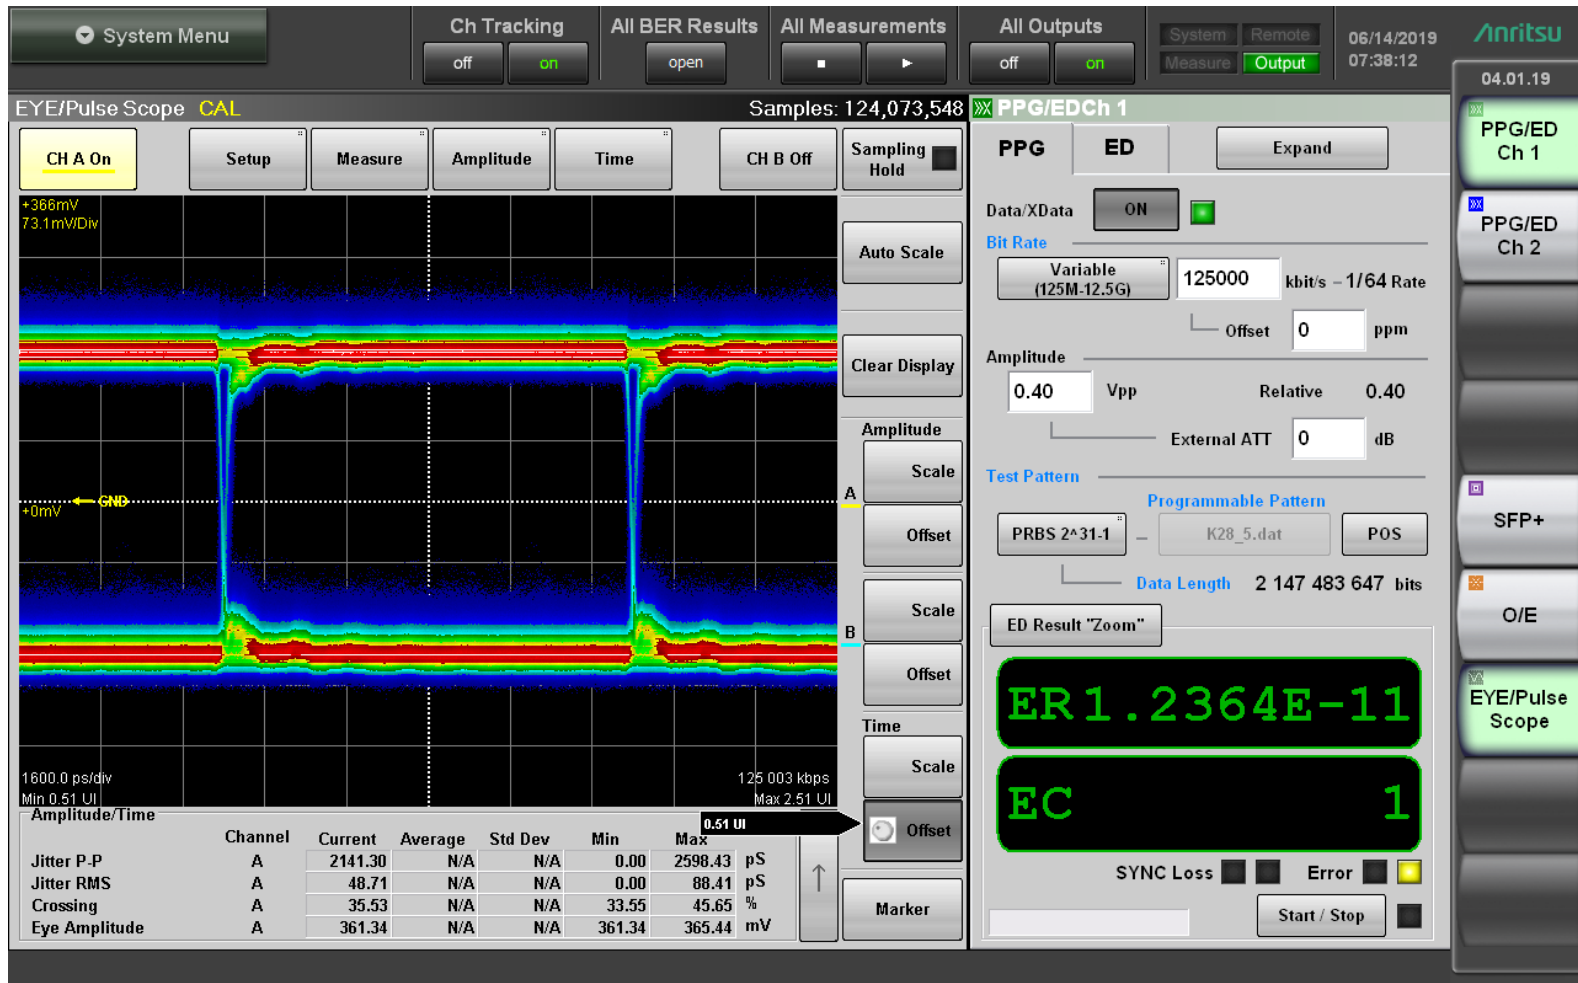 System Menu
Ch Tracking
off on
All BER Results
open
All Measurements
All Outputs
off on
System Remote
Measure Output
06/14/2019
07:38:12
Anritsu
04.01.19
EYE/Pulse Scope CAL Samples: 124,073,548
CH A On Setup Measure Amplitude Time CH B Off
Sampling
Hold
+366mV
73.1mV/Div
GND
+0mV
1600.0 ps/div 125 003 kbps
Min 0.51 UI Max 2.51 UI
Auto Scale
Clear Display
Amplitude
Scale
A
Offset
Scale
B
Offset
Time
Scale
0.51 UI
Offset
Marker
Amplitude/Time
Channel Current Average Std Dev Min Max
Jitter P-P A 2141.30 N/A N/A 0.00 2598.43 pS
Jitter RMS A 48.71 N/A N/A 0.00 88.41 pS
Crossing A 35.53 N/A N/A 33.55 45.65 %
Eye Amplitude A 361.34 N/A N/A 361.34 365.44 mV
PPG/EDCh 1
PPG ED Expand
Data/XData ON
Bit Rate
Variable
(125M-12.5G)
125000 kbit/s – 1/64 Rate
Offset 0 ppm
Amplitude
0.40 Vpp Relative 0.40
External ATT 0 dB
Test Pattern
Programmable Pattern
PRBS 2^31-1 – K28_5.dat POS
Data Length 2 147 483 647 bits
ED Result "Zoom"
ER1.2364E-11
EC 1
SYNC Loss Error
Start / Stop
PPG/ED
Ch 1
PPG/ED
Ch 2
SFP+
O/E
EYE/Pulse
Scope